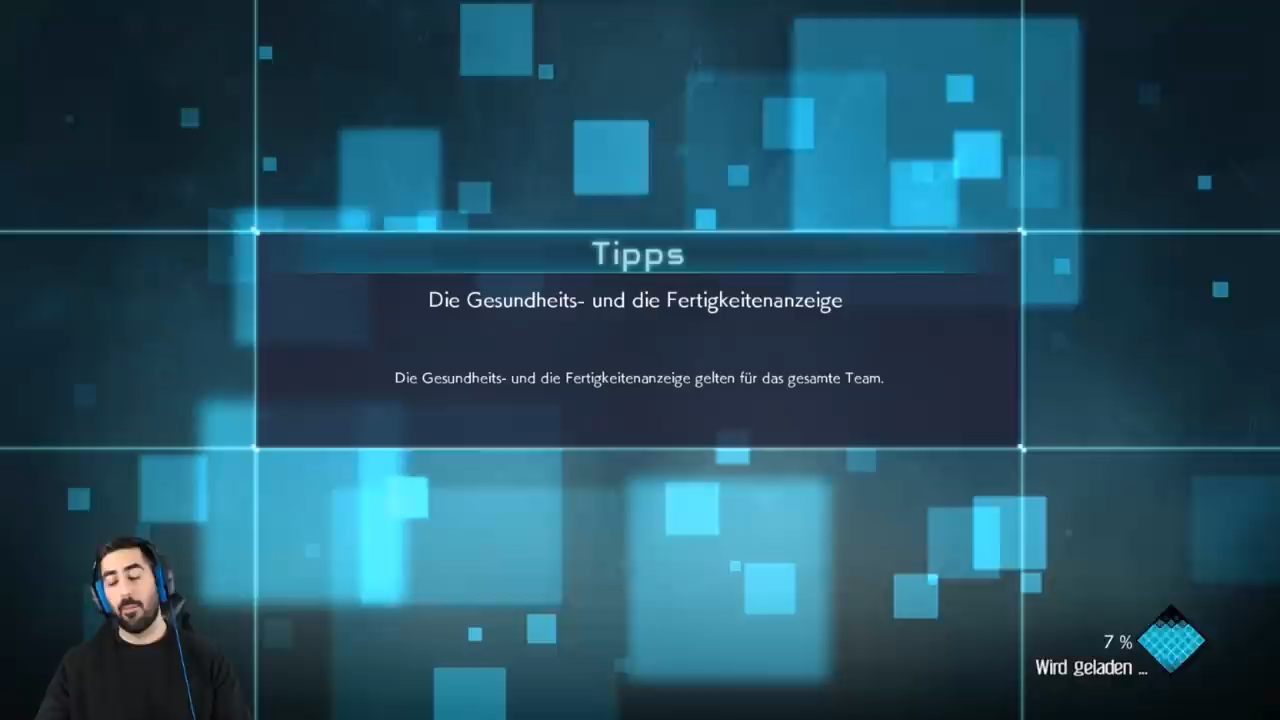 Tipps
Die Gesundheits- und die Fertigkeitenanzeige
Die Gesundheits- und die Fertigkeitenanzeige gelten für das gesamte Team.
7 %
Wird geladen ...